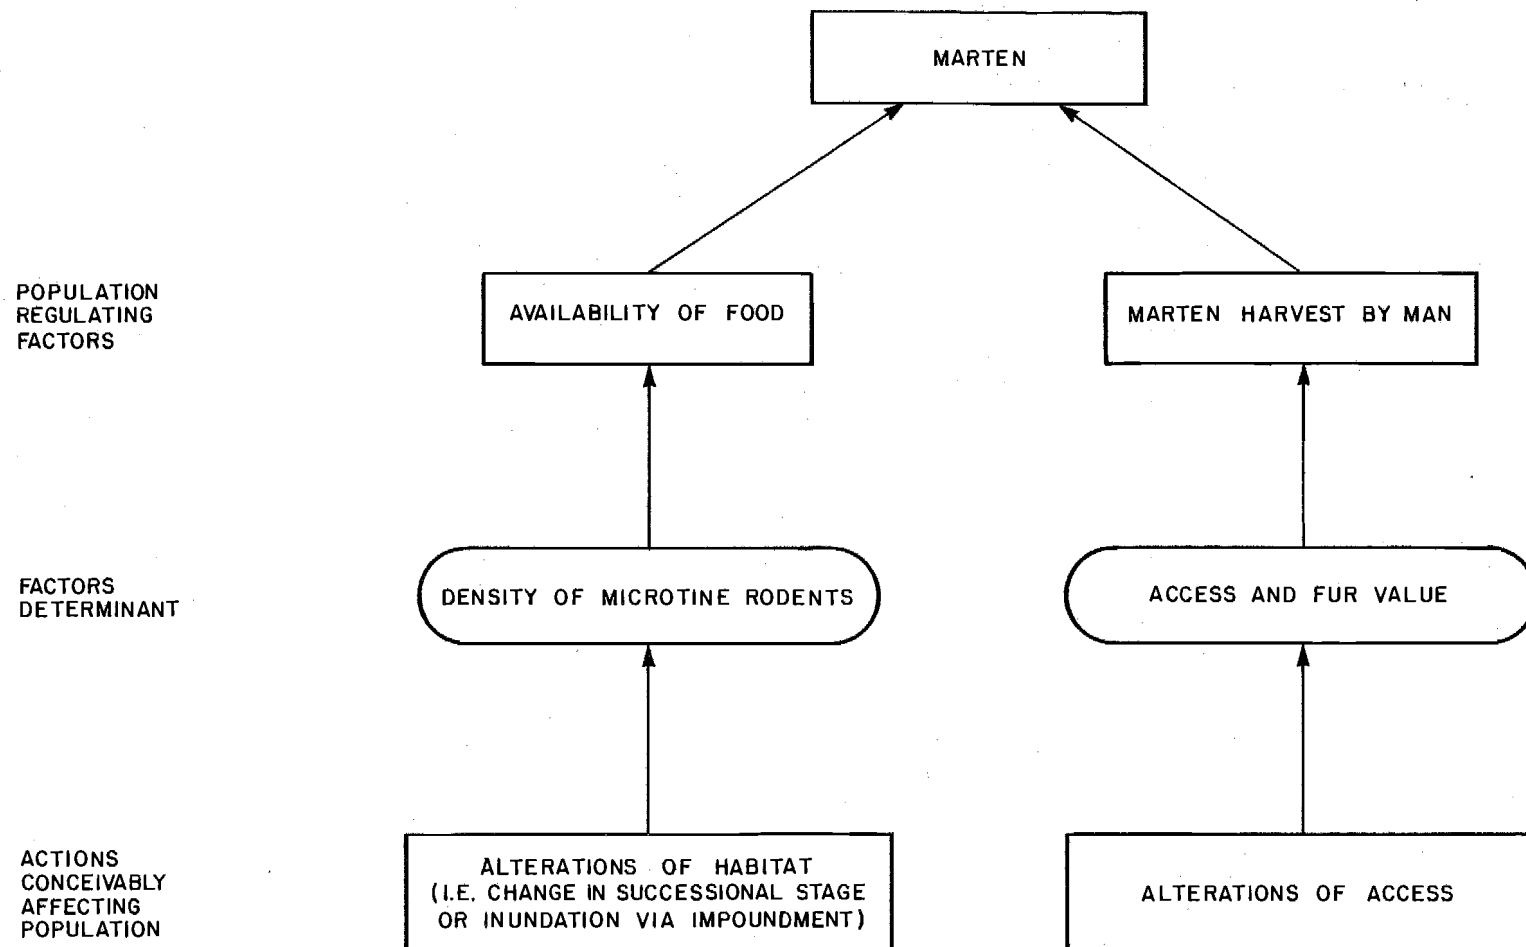 MARTEN
POPULATION
REGULATING
FACTORS
AVAILABILITY OF FOOD
MARTEN HARVEST BY MAN
FACTORS
DETERMINANT
DENSITY OF MICROTINE RODENTS
ACCESS AND FUR VALUE
ACTIONS
CONCEIVABLY
AFFECTING
POPULATION
ALTERATIONS OF HABITAT
(I.E. CHANGE IN SUCCESSIONAL STAGE
OR INUNDATION VIA IMPOUNDMENT)
ALTERATIONS OF ACCESS